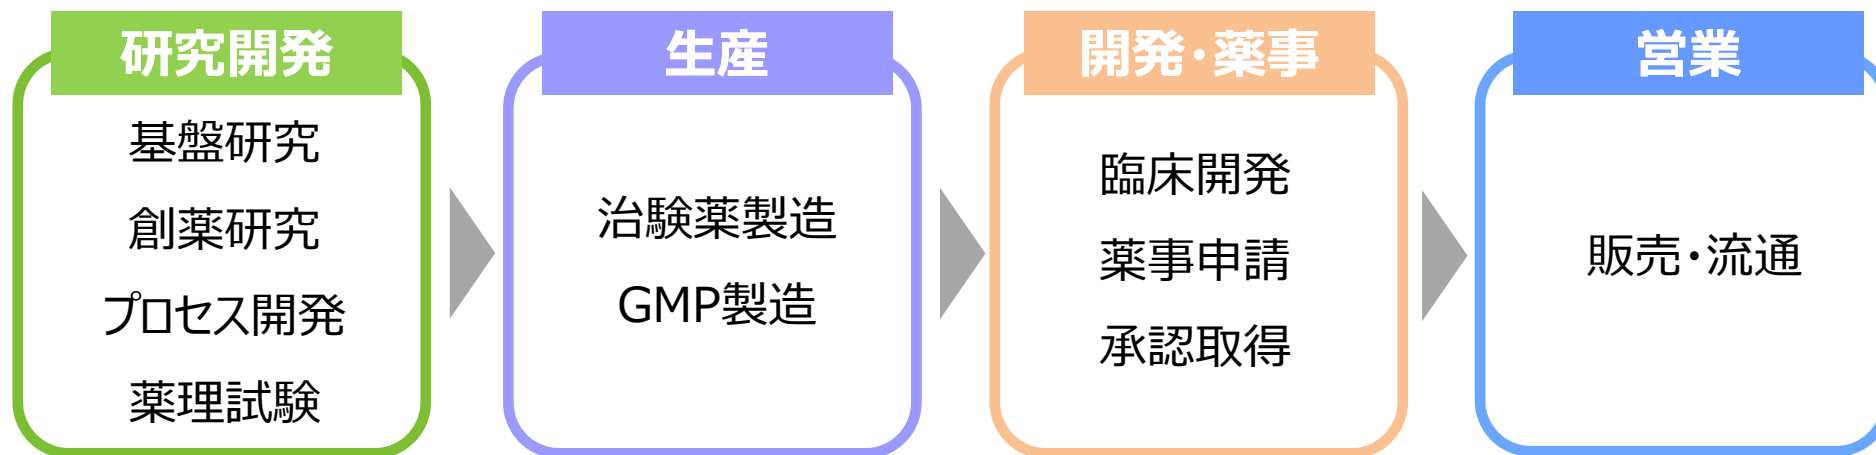 研究開発
基盤研究
創薬研究
プロセス開発
薬理試験
生産
治験薬製造
GMP製造
開発・薬事
臨床開発
薬事申請
承認取得
営業
販売・流通